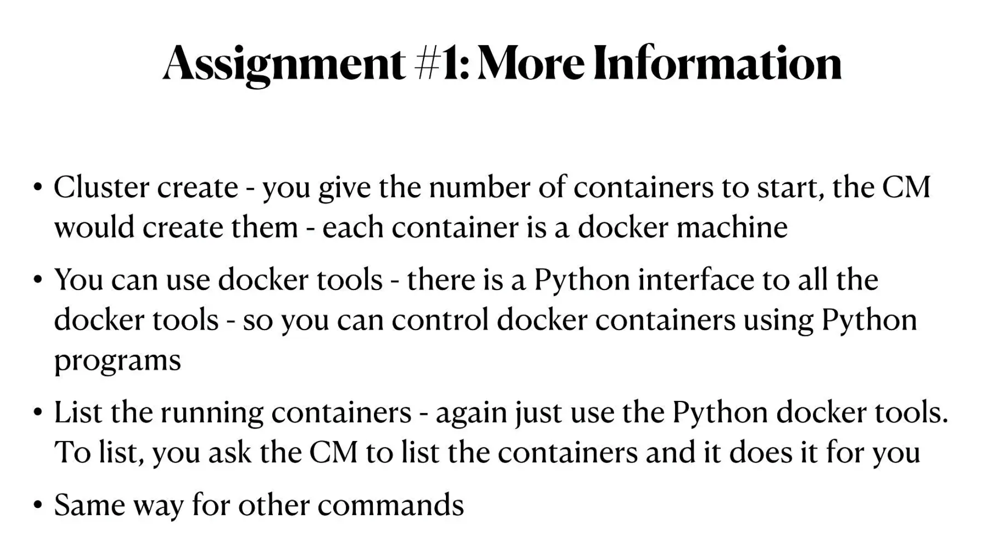 Assignment #1: More Information
• Cluster create - you give the number of containers to start, the CM
would create them - each container is a docker machine
• You can use docker tools - there is a Python interface to all the
docker tools - so you can control docker containers using Python
programs
• List the running containers - again just use the Python docker tools.
To list, you ask the CM to list the containers and it does it for you
• Same way for other commands